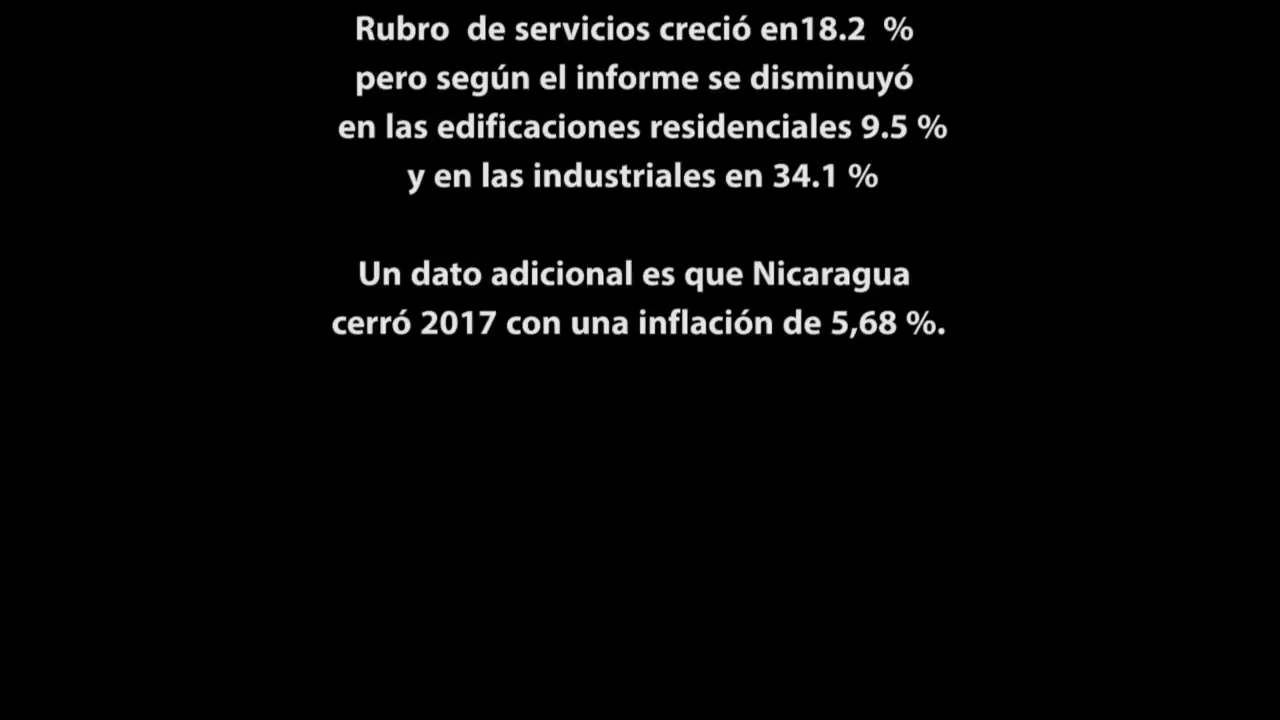 Rubro  de servicios creció en18.2  %
pero según el informe se disminuyó
en las edificaciones residenciales 9.5 %
y en las industriales en 34.1 %
Un dato adicional es que Nicaragua
cerró 2017 con una inflación de 5,68 %.